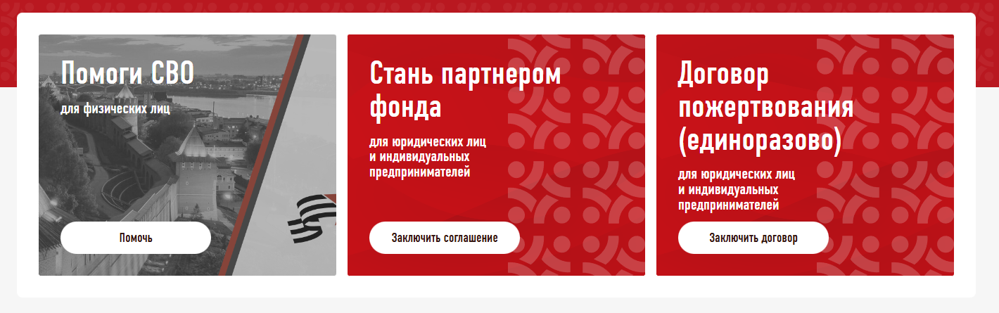 Помоги СВО
для физических лиц
Помочь
Стань партнером
фонда
для юридических лиц
и индивидуальных
предпринимателей
Заключить соглашение
Договор
пожертвования
(единоразово)
для юридических лиц
и индивидуальных
предпринимателей
Заключить договор